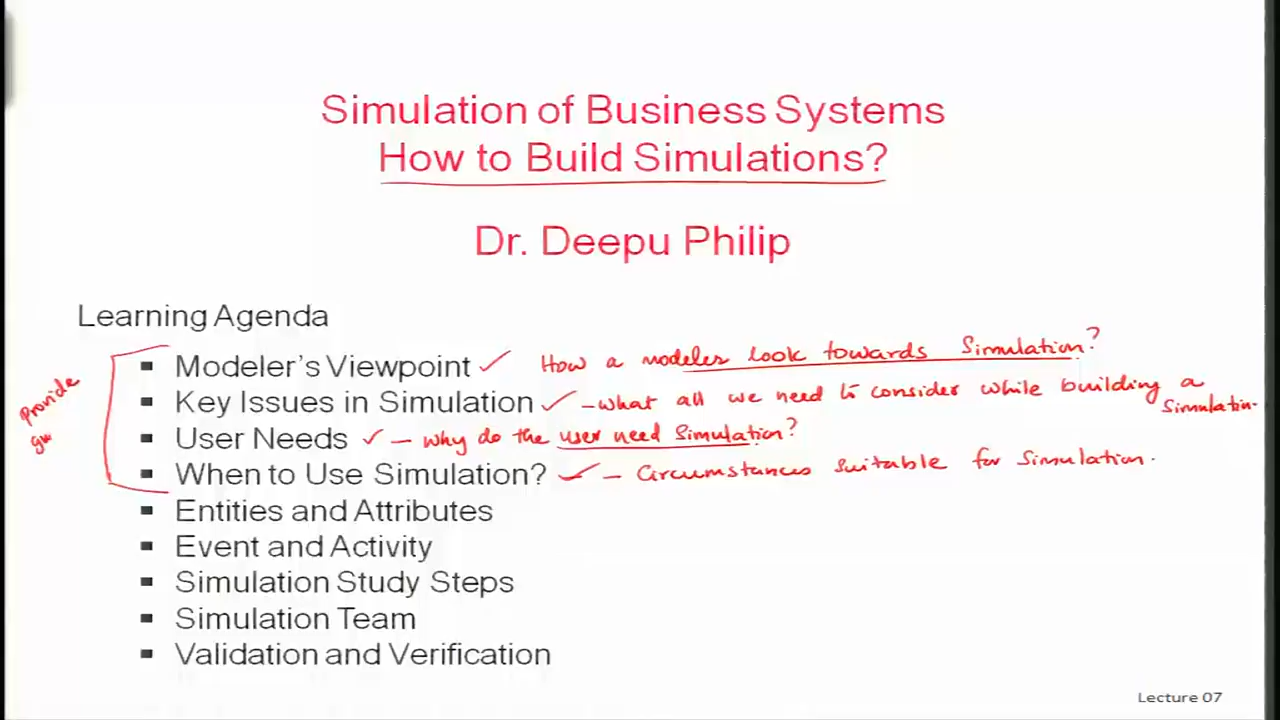 Simulation of Business Systems
How to Build Simulations?
Dr. Deepu Philip
Learning Agenda
▪ Modeler's Viewpoint ✓ How a modeler look towards Simulation?
▪ Key Issues in Simulation ✓ - what all we need to consider while building a Simulation.
▪ User Needs ✓ - why do the user need Simulation?
▪ When to Use Simulation? ✓ - Circumstances suitable for Simulation.
Provide
▪ Entities and Attributes
▪ Event and Activity
▪ Simulation Study Steps
▪ Simulation Team
▪ Validation and Verification
Lecture 07